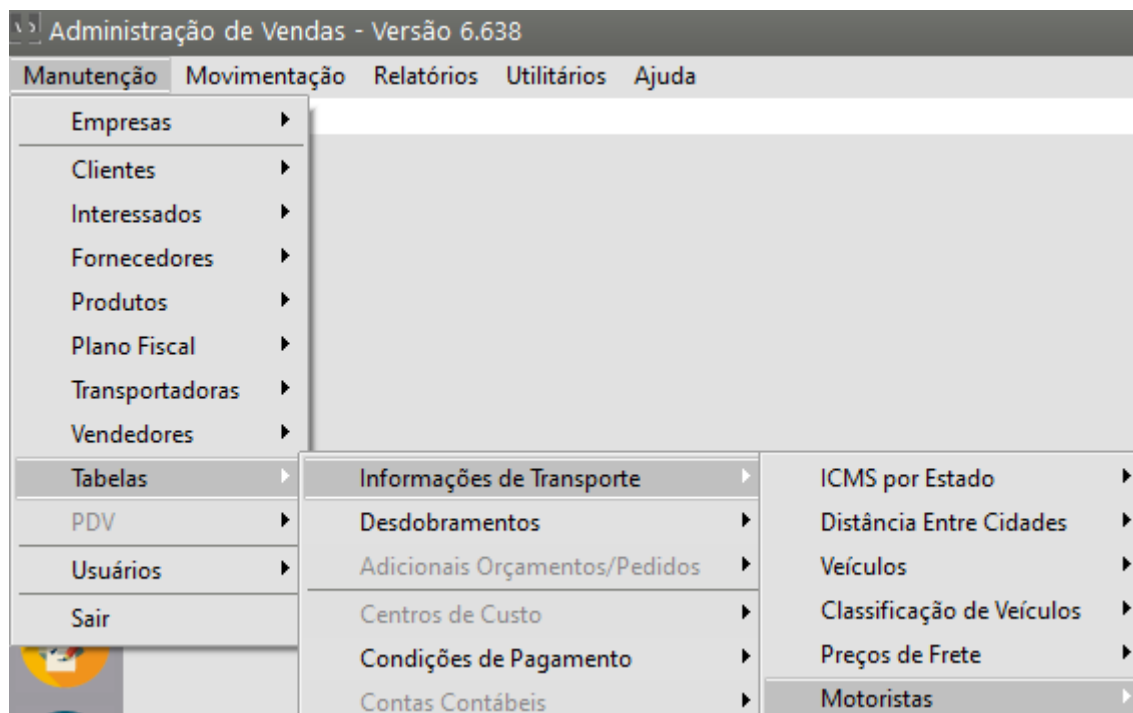 Administração de Vendas - Versão 6.638
Manutenção Movimentação Relatórios Utilitários Ajuda
Empresas
Clientes
Interessados
Fornecedores
Produtos
Plano Fiscal
Transportadoras
Vendedores
Tabelas
PDV
Usuários
Sair
Informações de Transporte
Desdobramentos
Adicionais Orçamentos/Pedidos
Centros de Custo
Condições de Pagamento
Contas Contábeis
ICMS por Estado
Distância Entre Cidades
Veículos
Classificação de Veículos
Preços de Frete
Motoristas